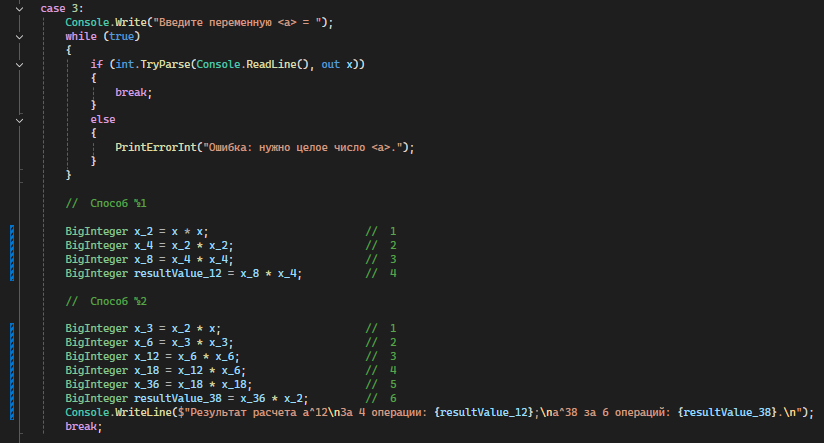 case 3:
Console.Write("Введите переменную <a> = ");
while (true)
{
if (int.TryParse(Console.ReadLine(), out x))
{
break;
}
else
{
PrintErrorInt("Ошибка: нужно целое число <a>.");
}
}
// Способ %1
BigInteger x_2 = x * x; // 1
BigInteger x_4 = x_2 * x_2; // 2
BigInteger x_8 = x_4 * x_4; // 3
BigInteger resultValue_12 = x_8 * x_4; // 4
// Способ %2
BigInteger x_3 = x_2 * x; // 1
BigInteger x_6 = x_3 * x_3; // 2
BigInteger x_12 = x_6 * x_6; // 3
BigInteger x_18 = x_12 * x_6; // 4
BigInteger x_36 = x_18 * x_18; // 5
BigInteger resultValue_38 = x_36 * x_2; // 6
Console.WriteLine($"Результат расчета a^12\nЗа 4 операции: {resultValue_12};\na^38 за 6 операций: {resultValue_38}.\n");
break;